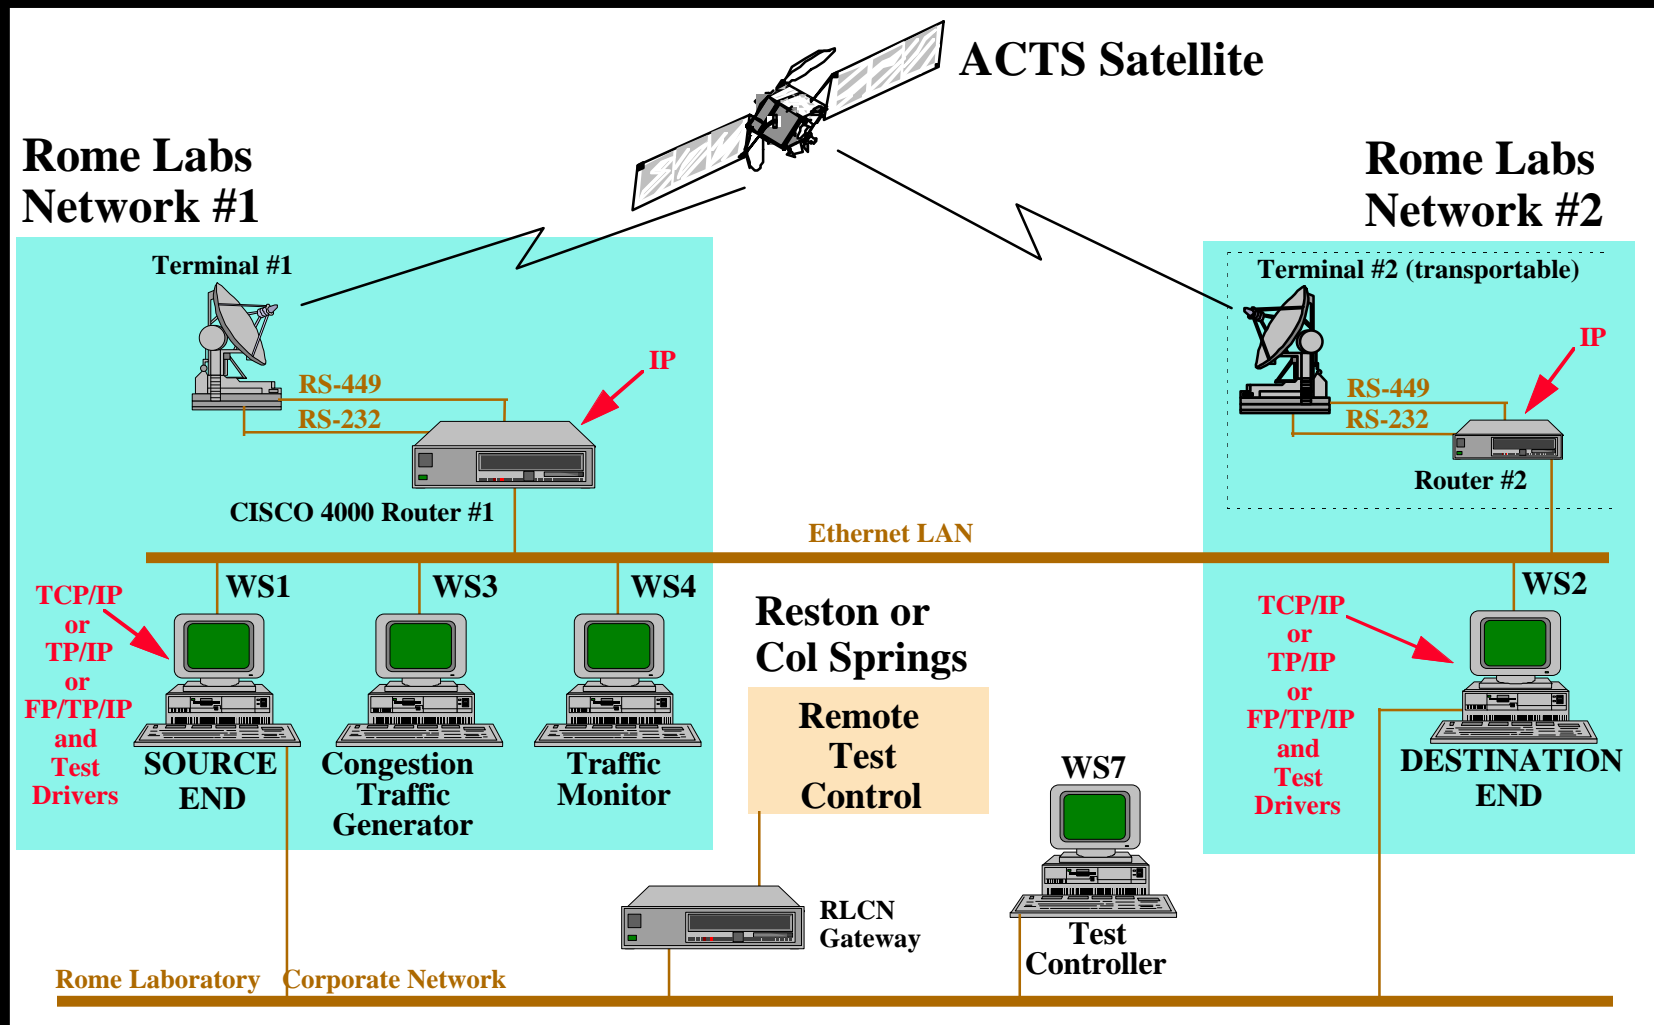 ACTS Satellite
Rome Labs
Network #1
Rome Labs
Network #2
Terminal #1
Terminal #2 (transportable)
IP
IP
RS-449
RS-232
RS-449
RS-232
CISCO 4000 Router #1
Router #2
Ethernet LAN
WS1
WS3
WS4
WS2
TCP/IP
or
TP/IP
or
FP/TP/IP
and
Test
Drivers
SOURCE
END
Congestion
Traffic
Generator
Traffic
Monitor
Reston or
Col Springs
Remote
Test
Control
TCP/IP
or
TP/IP
or
FP/TP/IP
and
Test
Drivers
DESTINATION
END
WS7
Test
Controller
RLCN
Gateway
Rome Laboratory Corporate Network